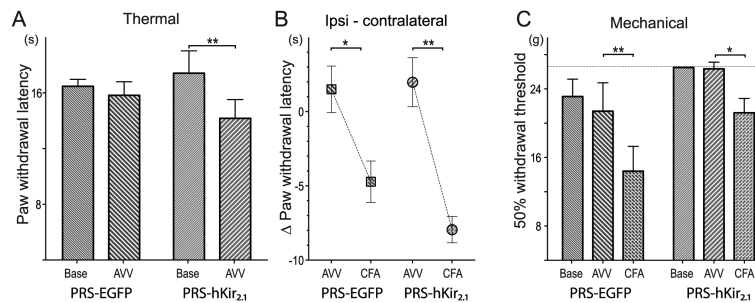 A
Thermal
(s)
Paw withdrawal latency
16
8
**
Base
AVV
Base
AVV
PRS-EGFP
PRS-hKir2.1
B
Ipsi - contralateral
(s)
Δ Paw withdrawal latency
0
-5
-10
*
**
AVV
CFA
AVV
CFA
PRS-EGFP
PRS-hKir2.1
C
Mechanical
(g)
50% withdrawal threshold
24
16
8
**
*
Base
AVV
CFA
Base
AVV
CFA
PRS-EGFP
PRS-hKir2.1